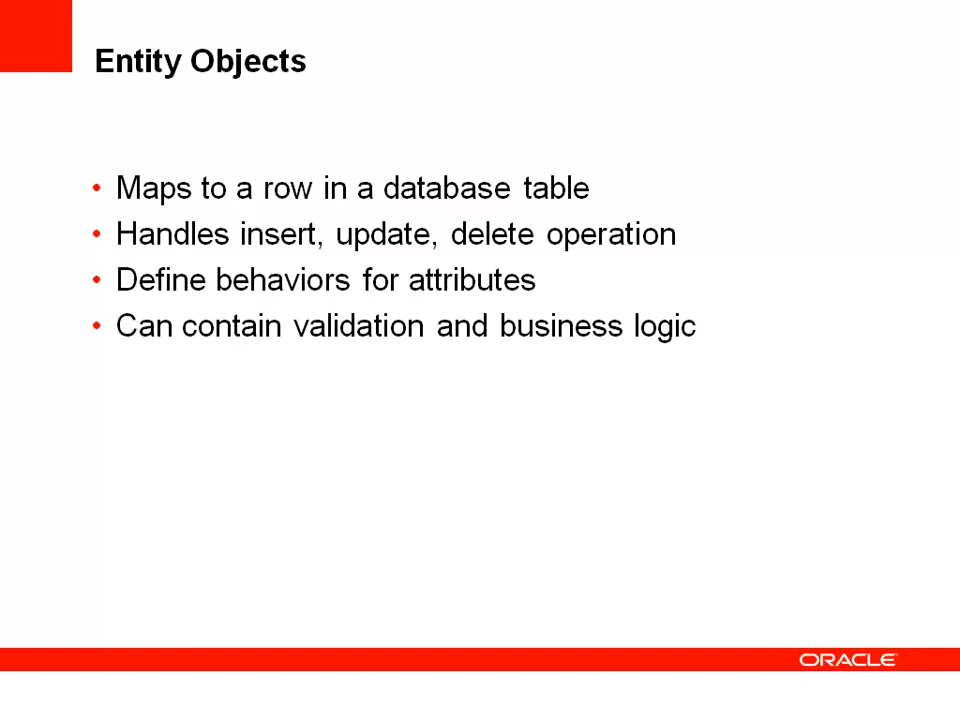 Entity Objects
• Maps to a row in a database table
• Handles insert, update, delete operation
• Define behaviors for attributes
• Can contain validation and business logic
ORACLE